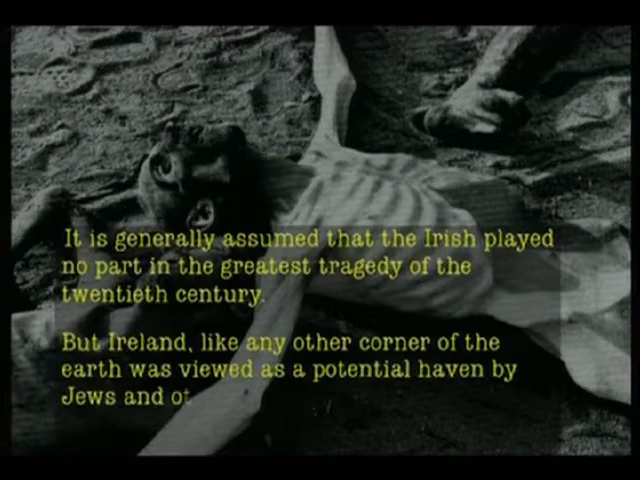 It is generally assumed that the Irish played
no part in the greatest tragedy of the
twentieth century.
But Ireland, like any other corner of the
earth was viewed as a potential haven by
Jews and ot